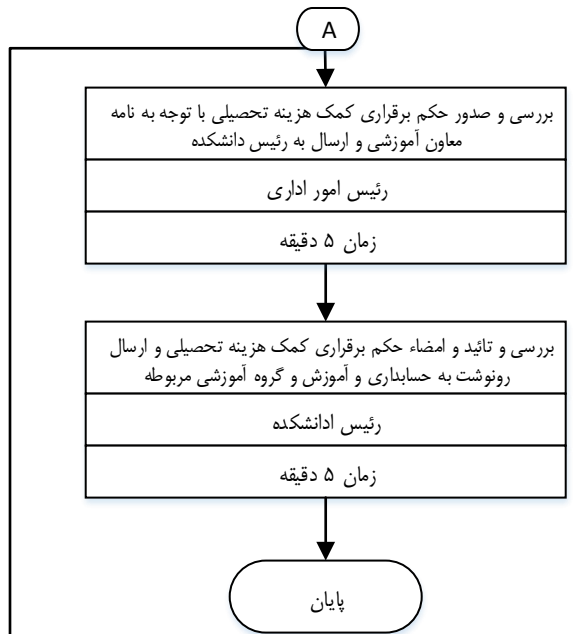 A
بررسی و صدور حکم برقراری کمک هزینه تحصیلی با توجه به نامه
معاون آموزشی و ارسال به رئیس دانشکده
رئیس امور اداری
زمان ۵ دقیقه
بررسی و تائید و امضاء حکم برقراری کمک هزینه تحصیلی و ارسال
رونوشت به حسابداری و آموزش و گروه آموزشی مربوطه
رئیس ادانشکده
زمان ۵ دقیقه
پایان